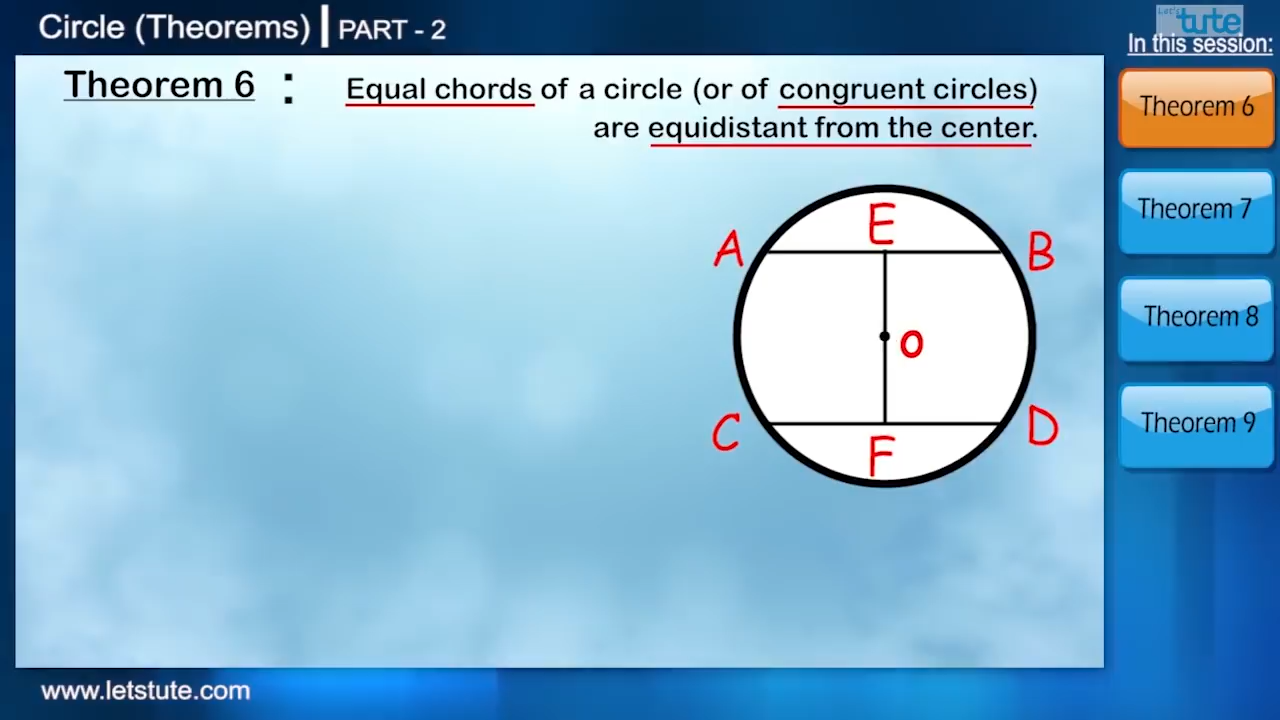 Circle (Theorems) | PART - 2
Let's
tute
In this session:
Theorem 6 : Equal chords of a circle (or of congruent circles)
are equidistant from the center.
Theorem 6
Theorem 7
Theorem 8
Theorem 9
E
A
B
O
C
D
F
www.letstute.com